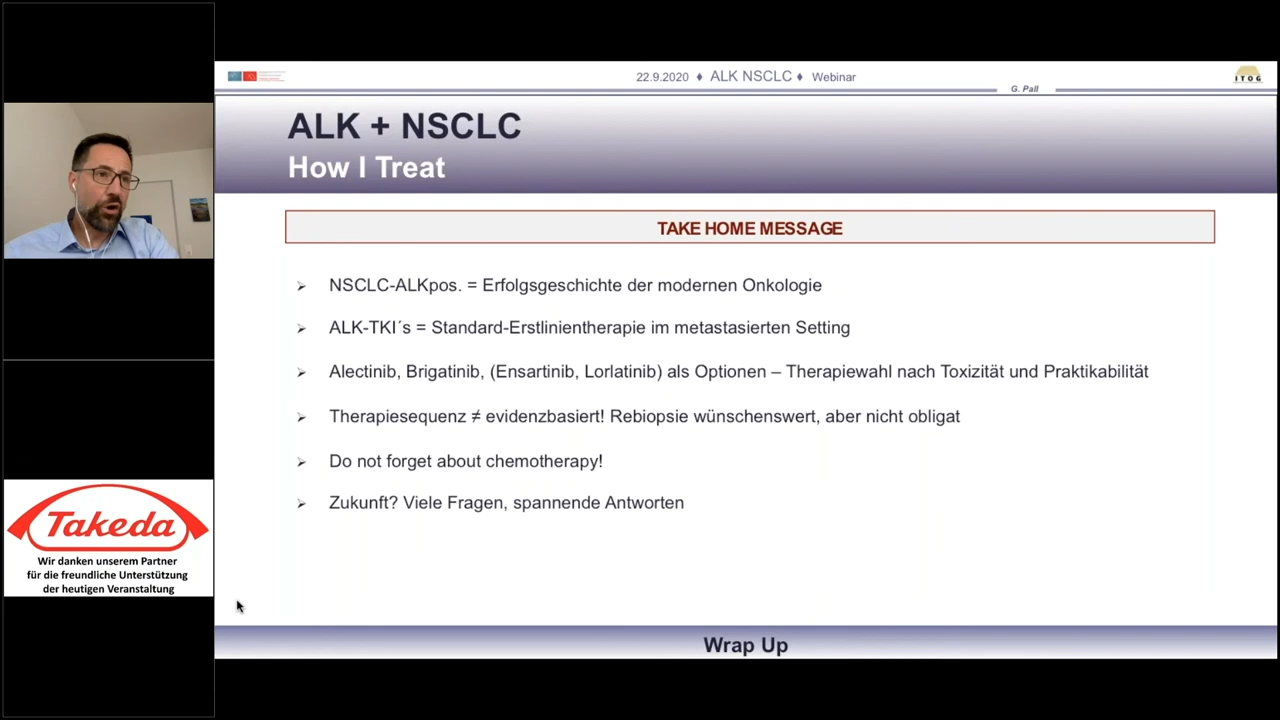 22.9.2020 ♦ ALK NSCLC ♦ Webinar
G. Pall
ITOG
ALK + NSCLC
How I Treat
TAKE HOME MESSAGE
➢ NSCLC-ALKpos. = Erfolgsgeschichte der modernen Onkologie
➢ ALK-TKI´s = Standard-Erstlinientherapie im metastasierten Setting
➢ Alectinib, Brigatinib, (Ensartinib, Lorlatinib) als Optionen – Therapiewahl nach Toxizität und Praktikabilität
➢ Therapiesequenz ≠ evidenzbasiert! Rebiopsie wünschenswert, aber nicht obligat
➢ Do not forget about chemotherapy!
➢ Zukunft? Viele Fragen, spannende Antworten
Wrap Up
Takeda
Wir danken unserem Partner
für die freundliche Unterstützung
der heutigen Veranstaltung